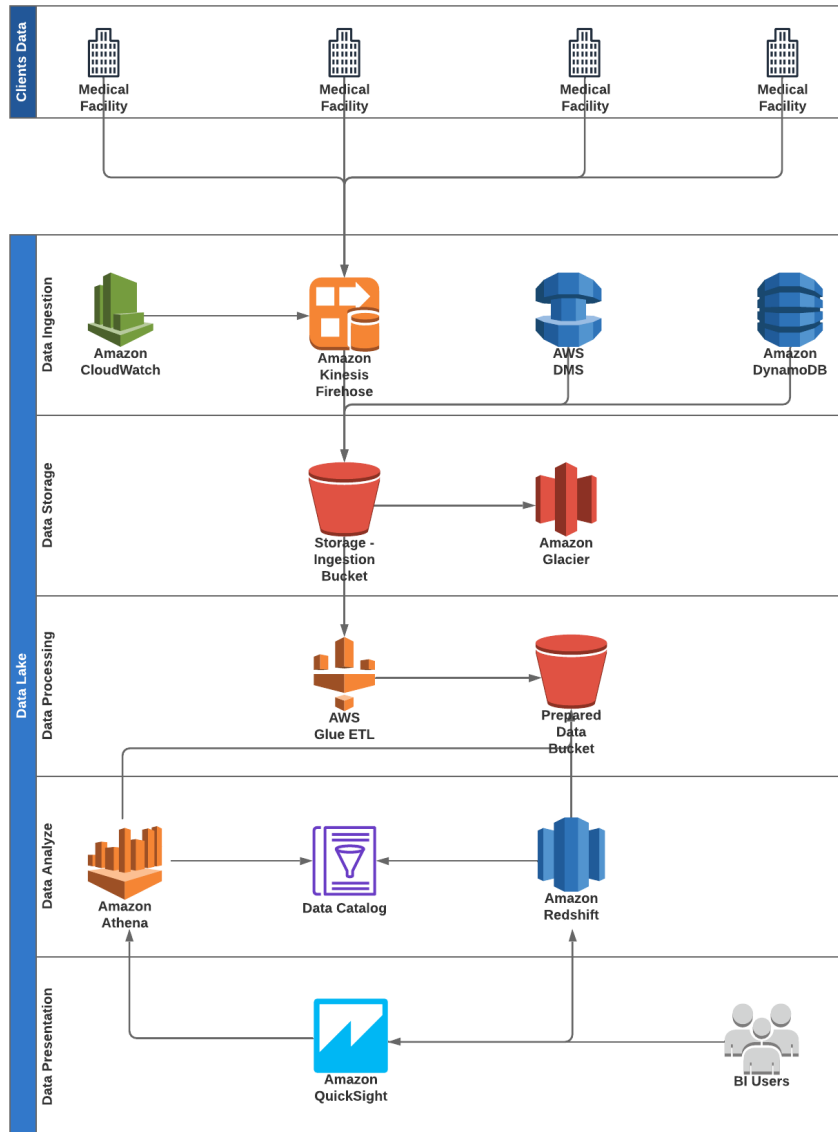 Clients Data
Medical
Facility
Medical
Facility
Medical
Facility
Medical
Facility
Data Lake
Data Ingestion
Amazon
CloudWatch
Amazon
Kinesis
Firehose
AWS
DMS
Amazon
DynamoDB
Data Storage
Storage -
Ingestion
Bucket
Amazon
Glacier
Data Processing
AWS
Glue ETL
Prepared
Data
Bucket
Data Analyze
Amazon
Athena
Data Catalog
Amazon
Redshift
Data Presentation
Amazon
QuickSight
BI Users